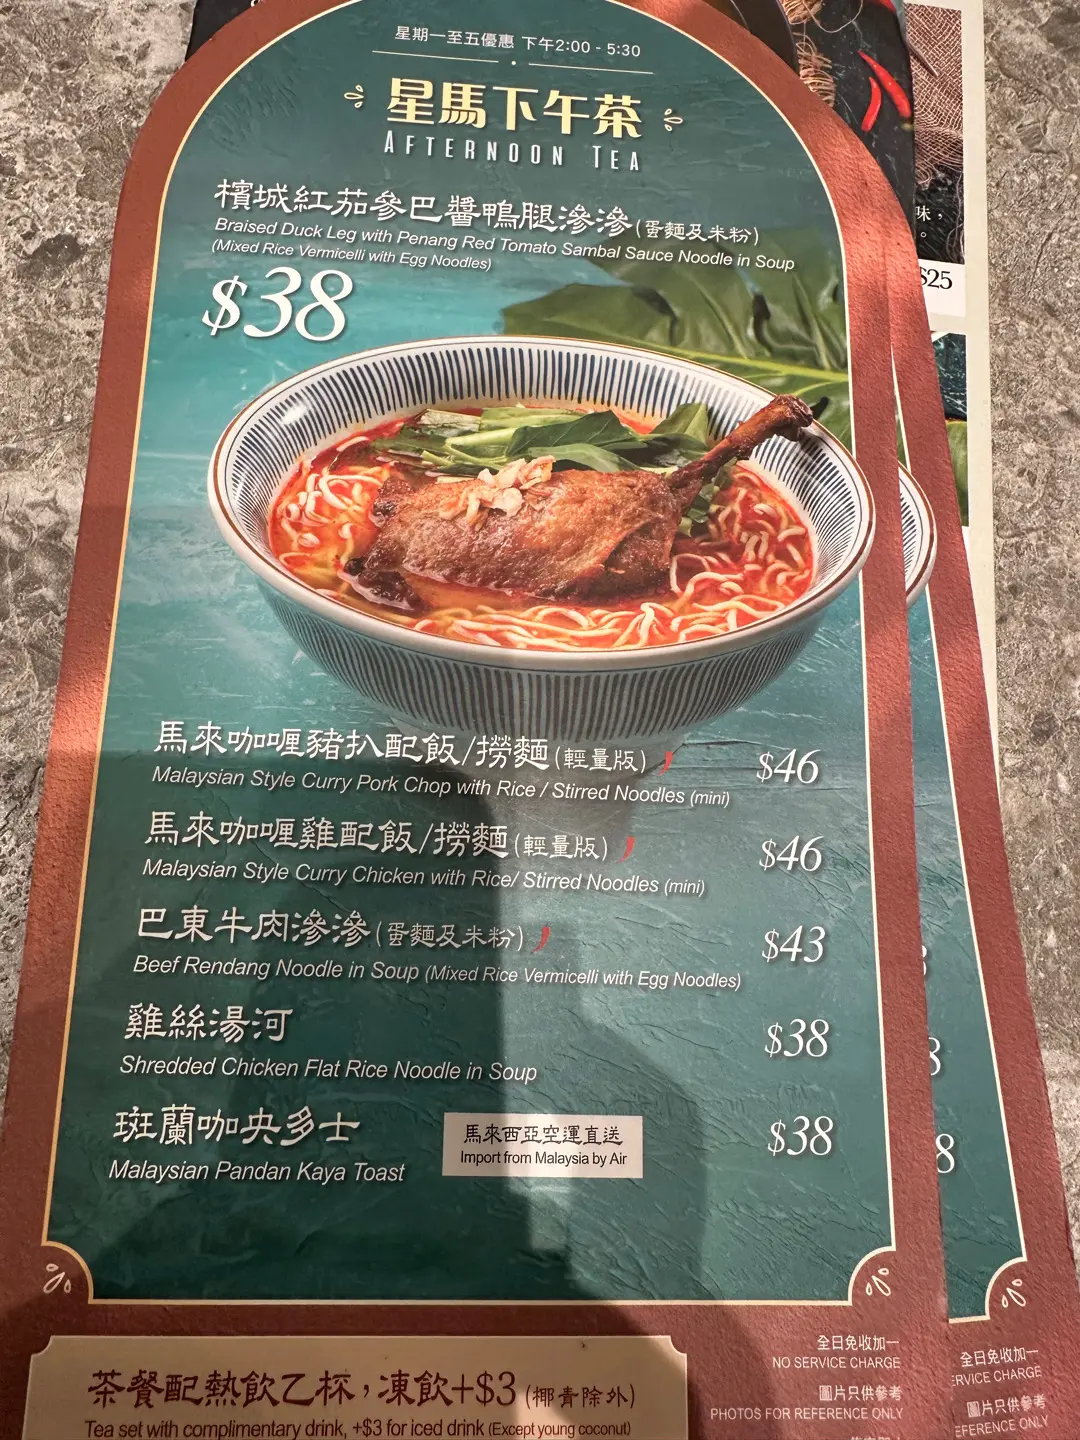 星期一至五優惠 下午2:00 - 5:30
星馬下午茶
AFTERNOON TEA
檳城紅茄參巴醬鴨腿滲滲(蛋麵及米粉)
Braised Duck Leg with Penang Red Tomato Sambal Sauce Noodle in Soup
(Mixed Rice Vermicelli with Egg Noodles)
$38
馬來咖喱豬扒配飯/撈麵(輕量版)
Malaysian Style Curry Pork Chop with Rice / Stirred Noodles (mini)
$46
馬來咖喱雞配飯/撈麵(輕量版)
Malaysian Style Curry Chicken with Rice/ Stirred Noodles (mini)
$46
巴東牛肉滲滲(蛋麵及米粉)
Beef Rendang Noodle in Soup (Mixed Rice Vermicelli with Egg Noodles)
$43
雞絲湯河
Shredded Chicken Flat Rice Noodle in Soup
$38
斑蘭咖央多士
Malaysian Pandan Kaya Toast
馬來西亞空運直送
Import from Malaysia by Air
$38
茶餐配熱飲乙杯，凍飲+$3 (椰青除外)
Tea set with complimentary drink, +$3 for iced drink (Except young coconut)
全日免收加一
NO SERVICE CHARGE
圖片只供參考
PHOTOS FOR REFERENCE ONLY
味，
。
$25
3
8
8
全日免收加一
ERVICE CHARGE
圖片只供參考
EFERENCE ONLY